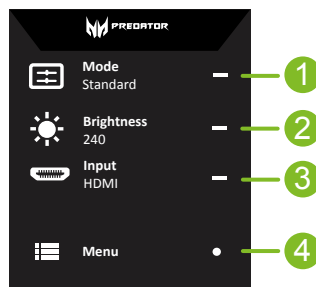 PREDATOR
Mode
Standard
1
Brightness
240
2
Input
HDMI
3
Menu
4